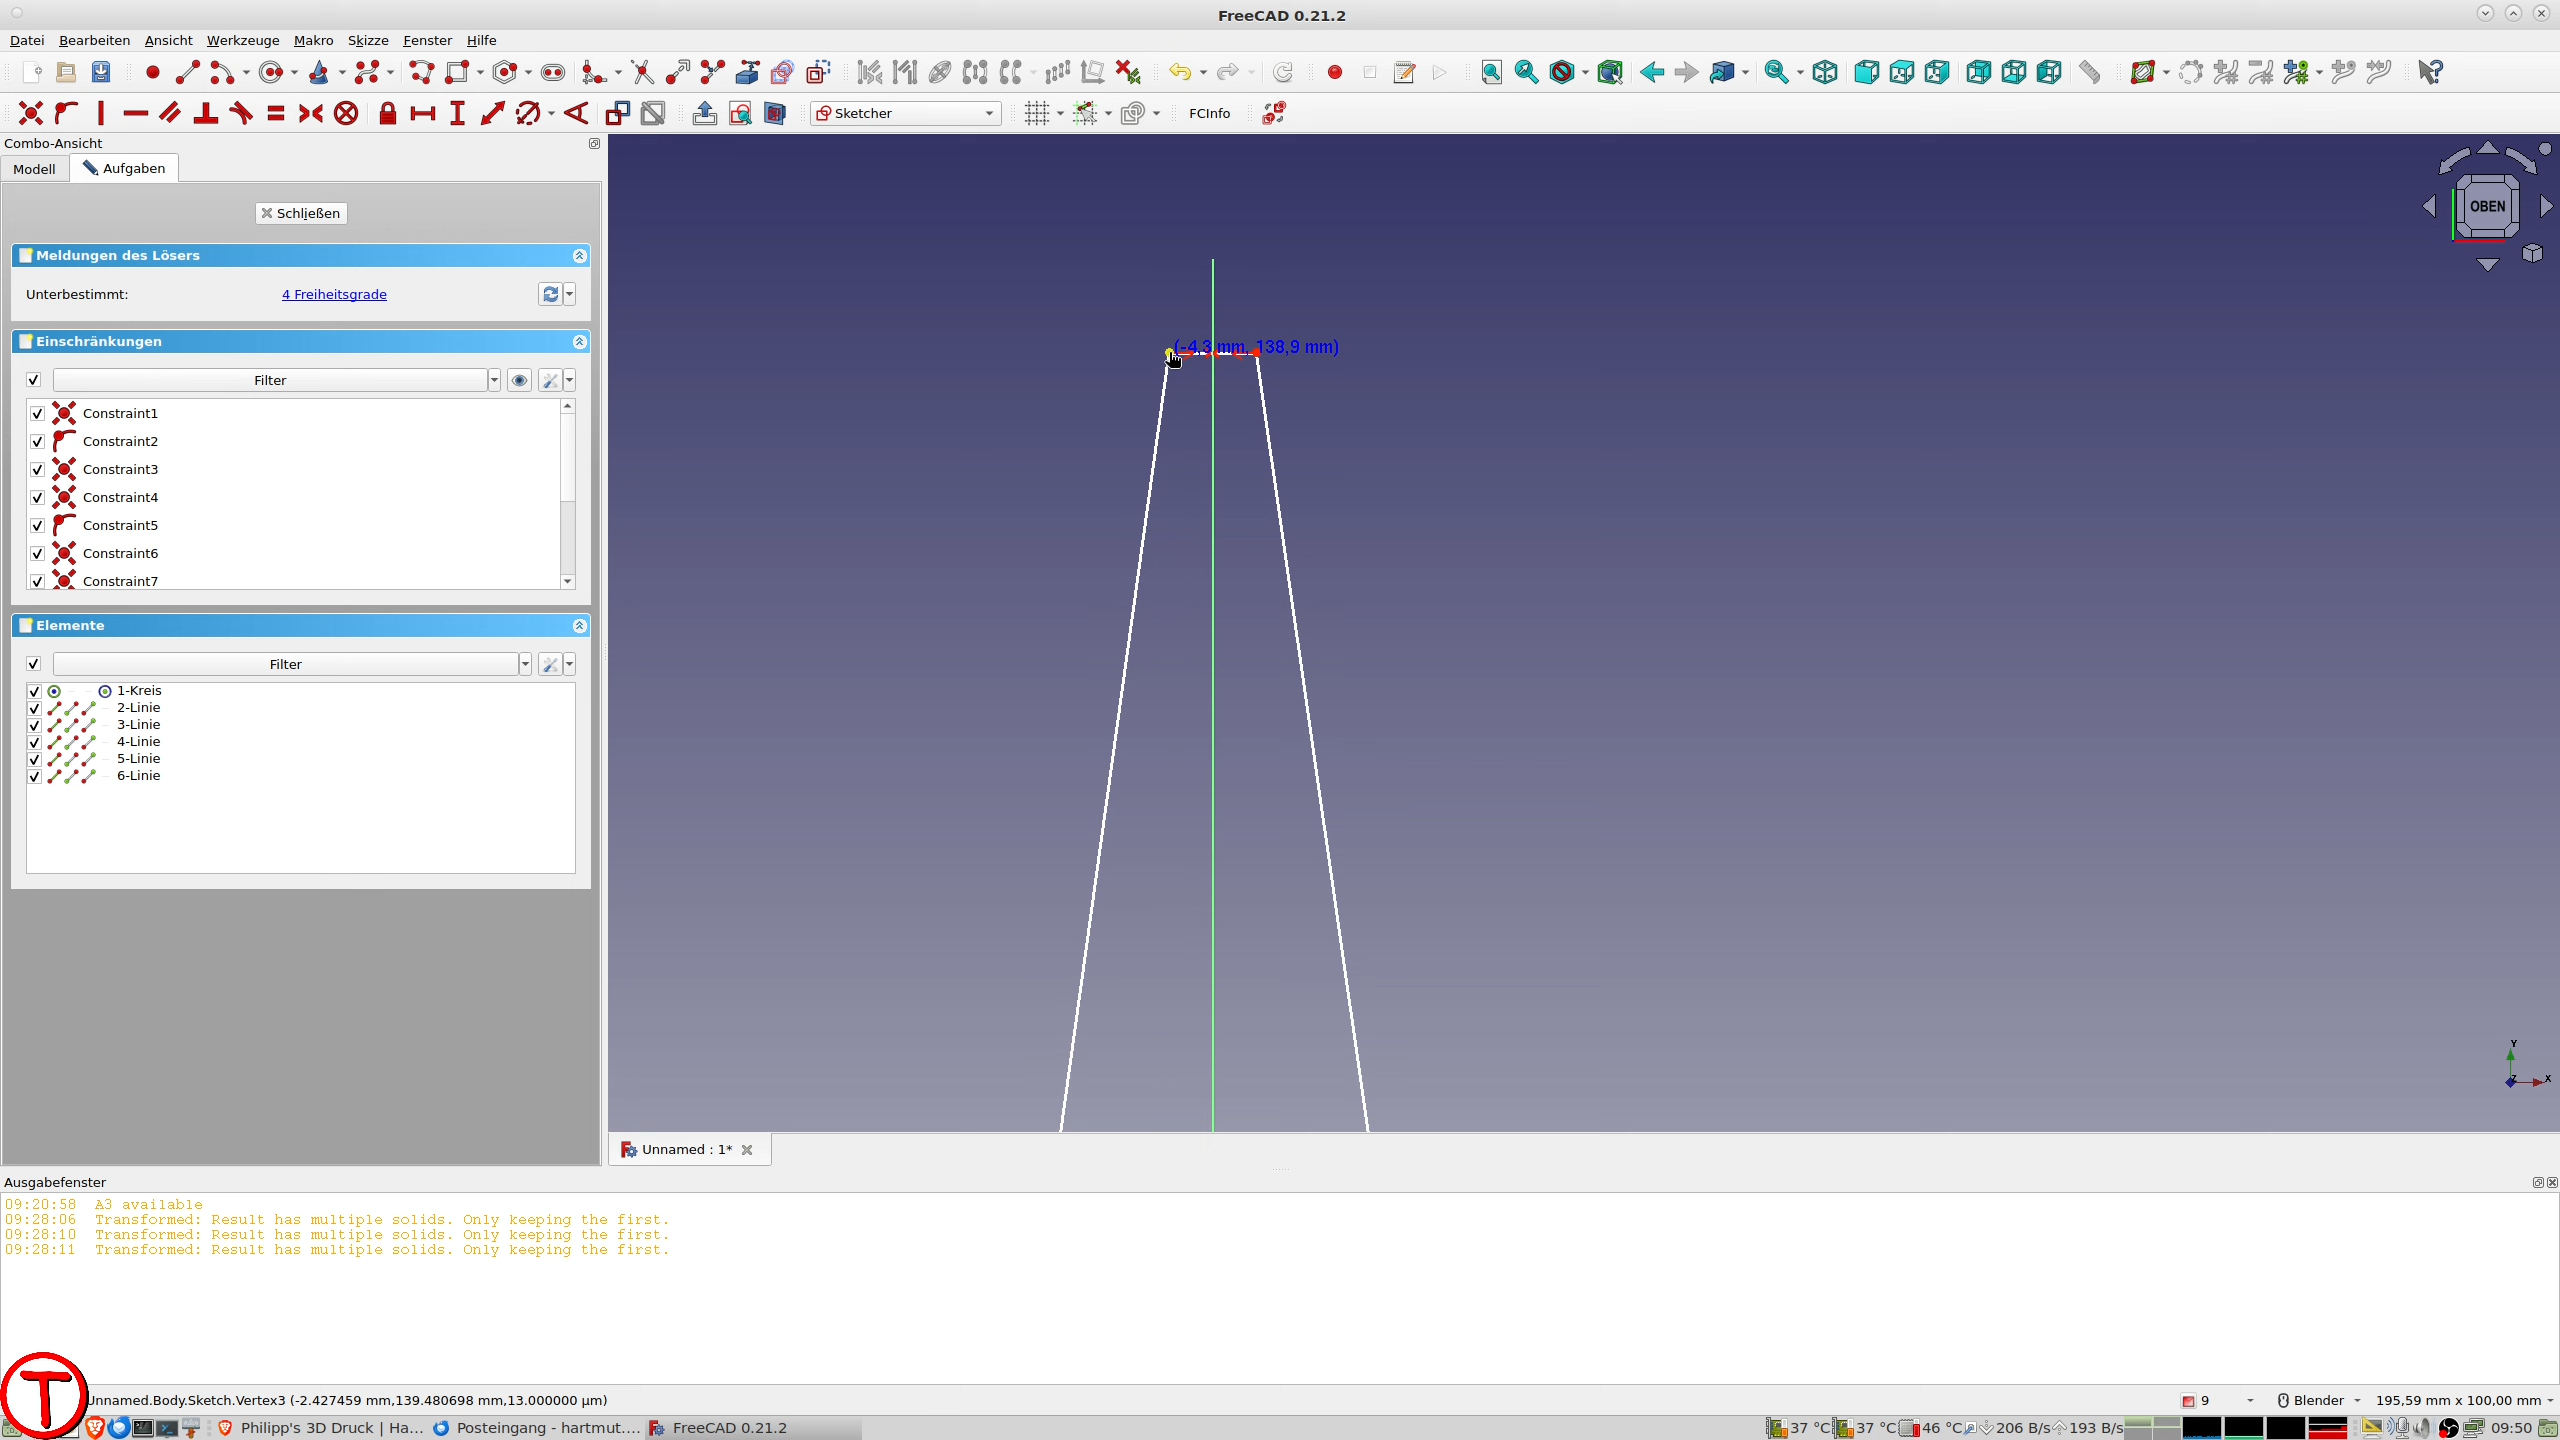 FreeCAD 0.21.2
Datei Bearbeiten Ansicht Werkzeuge Makro Skizze Fenster Hilfe
Sketcher
FCInfo
Combo-Ansicht
Modell Aufgaben
Schließen
Meldungen des Lösers
Unterbestimmt: 4 Freiheitsgrade
Einschränkungen
Filter
Constraint1
Constraint2
Constraint3
Constraint4
Constraint5
Constraint6
Constraint7
Elemente
Filter
1-Kreis
2-Linie
3-Linie
4-Linie
5-Linie
6-Linie
(-4,3 mm, 138,9 mm)
OBEN
Y
Z X
Unnamed : 1*
Ausgabefenster
09:20:58 A3 available
09:28:06 Transformed: Result has multiple solids. Only keeping the first.
09:28:10 Transformed: Result has multiple solids. Only keeping the first.
09:28:11 Transformed: Result has multiple solids. Only keeping the first.
T
Unnamed.Body.Sketch.Vertex3 (-2.427459 mm,139.480698 mm,13.000000 µm)
9 Blender 195,59 mm x 100,00 mm
Philipp's 3D Druck | Ha... Posteingang - hartmut.... FreeCAD 0.21.2
37 °C 37 °C 46 °C 206 B/s 193 B/s 09:50